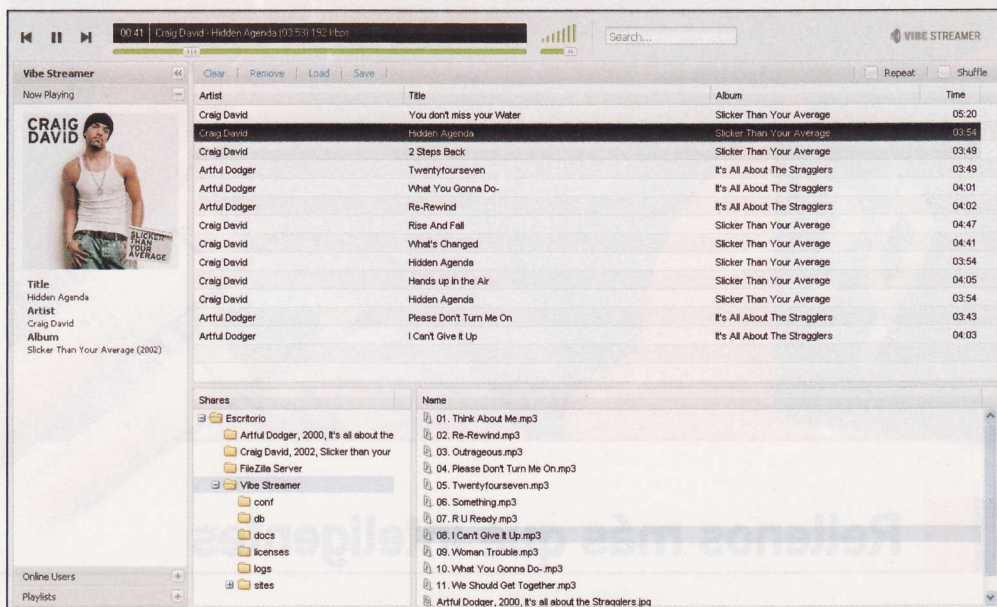 00:41 Craig David - Hidden Agenda (03:53) 192 kbps
Search...
VIBE STREAMER
Vibe Streamer
Clear Remove Load Save
Repeat Shuffle
Now Playing
Artist Title Album Time
Craig David You don't miss your Water Slicker Than Your Average 05:20
Craig David Hidden Agenda Slicker Than Your Average 03:54
Craig David 2 Steps Back Slicker Than Your Average 03:49
Artful Dodger Twentyfourseven It's All About The Stragglers 03:49
Artful Dodger What You Gonna Do- It's All About The Stragglers 04:01
Artful Dodger Re-Rewind It's All About The Stragglers 04:02
Craig David Rise And Fall Slicker Than Your Average 04:47
Craig David What's Changed Slicker Than Your Average 04:41
Craig David Hidden Agenda Slicker Than Your Average 03:54
Craig David Hands up in the Air Slicker Than Your Average 04:05
Craig David Hidden Agenda Slicker Than Your Average 03:54
Artful Dodger Please Don't Turn Me On It's All About The Stragglers 03:43
Artful Dodger I Can't Give It Up It's All About The Stragglers 04:03
CRAIG
DAVID
SLICKER
THAN
YOUR
AVERAGE
Title
Hidden Agenda
Artist
Craig David
Album
Slicker Than Your Average (2002)
Online Users
Playlists
Shares
Escritorio
Artful Dodger, 2000, It's all about the
Craig David, 2002, Slicker than your
FileZilla Server
Vibe Streamer
conf
db
docs
licenses
logs
sites
Name
01. Think About Me.mp3
02. Re-Rewind.mp3
03. Outrageous.mp3
04. Please Don't Turn Me On.mp3
05. Twentyfourseven.mp3
06. Something.mp3
07. R U Ready.mp3
08. I Can't Give It Up.mp3
09. Woman Trouble.mp3
10. What You Gonna Do-.mp3
11. We Should Get Together.mp3
Artful Dodger, 2000, It's all about the Stragglers.jpg